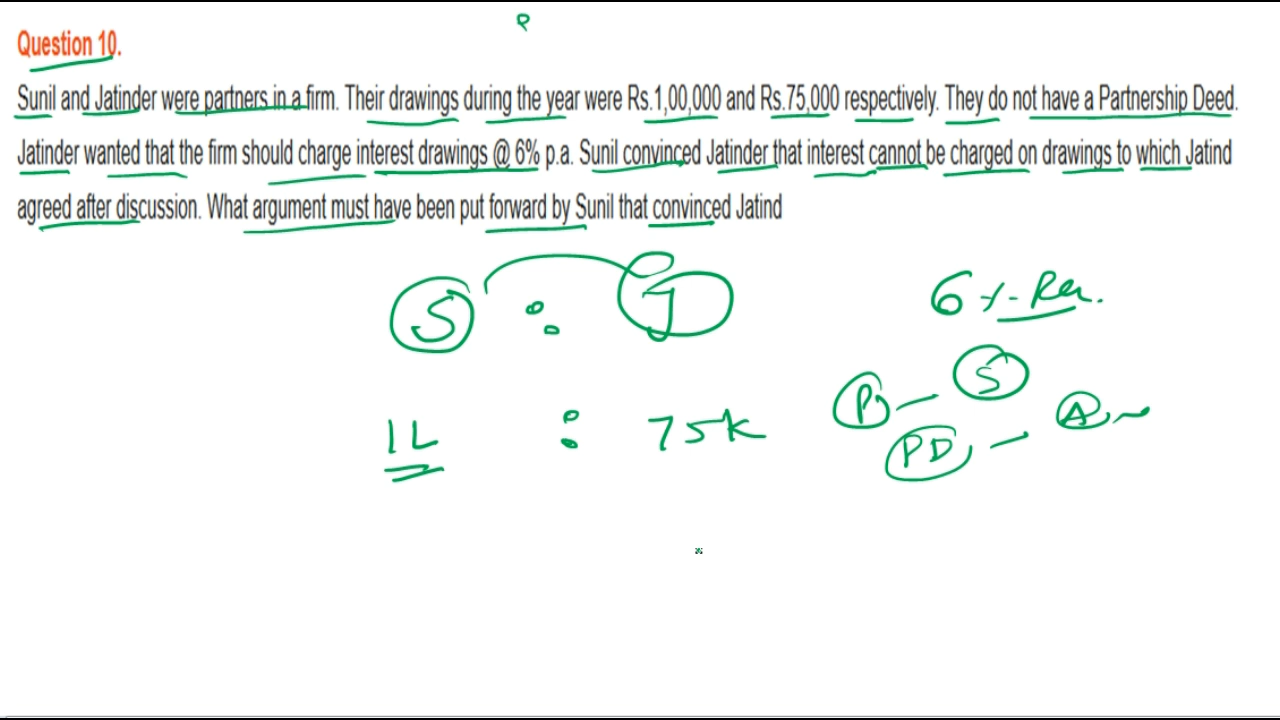 Question 10.
Sunil and Jatinder were partners in a firm. Their drawings during the year were Rs.1,00,000 and Rs.75,000 respectively. They do not have a Partnership Deed.
Jatinder wanted that the firm should charge interest drawings @ 6% p.a. Sunil convinced Jatinder that interest cannot be charged on drawings to which Jatind
agreed after discussion. What argument must have been put forward by Sunil that convinced Jatind
S : J
6 %
P - S
PD - A
1L : 75K